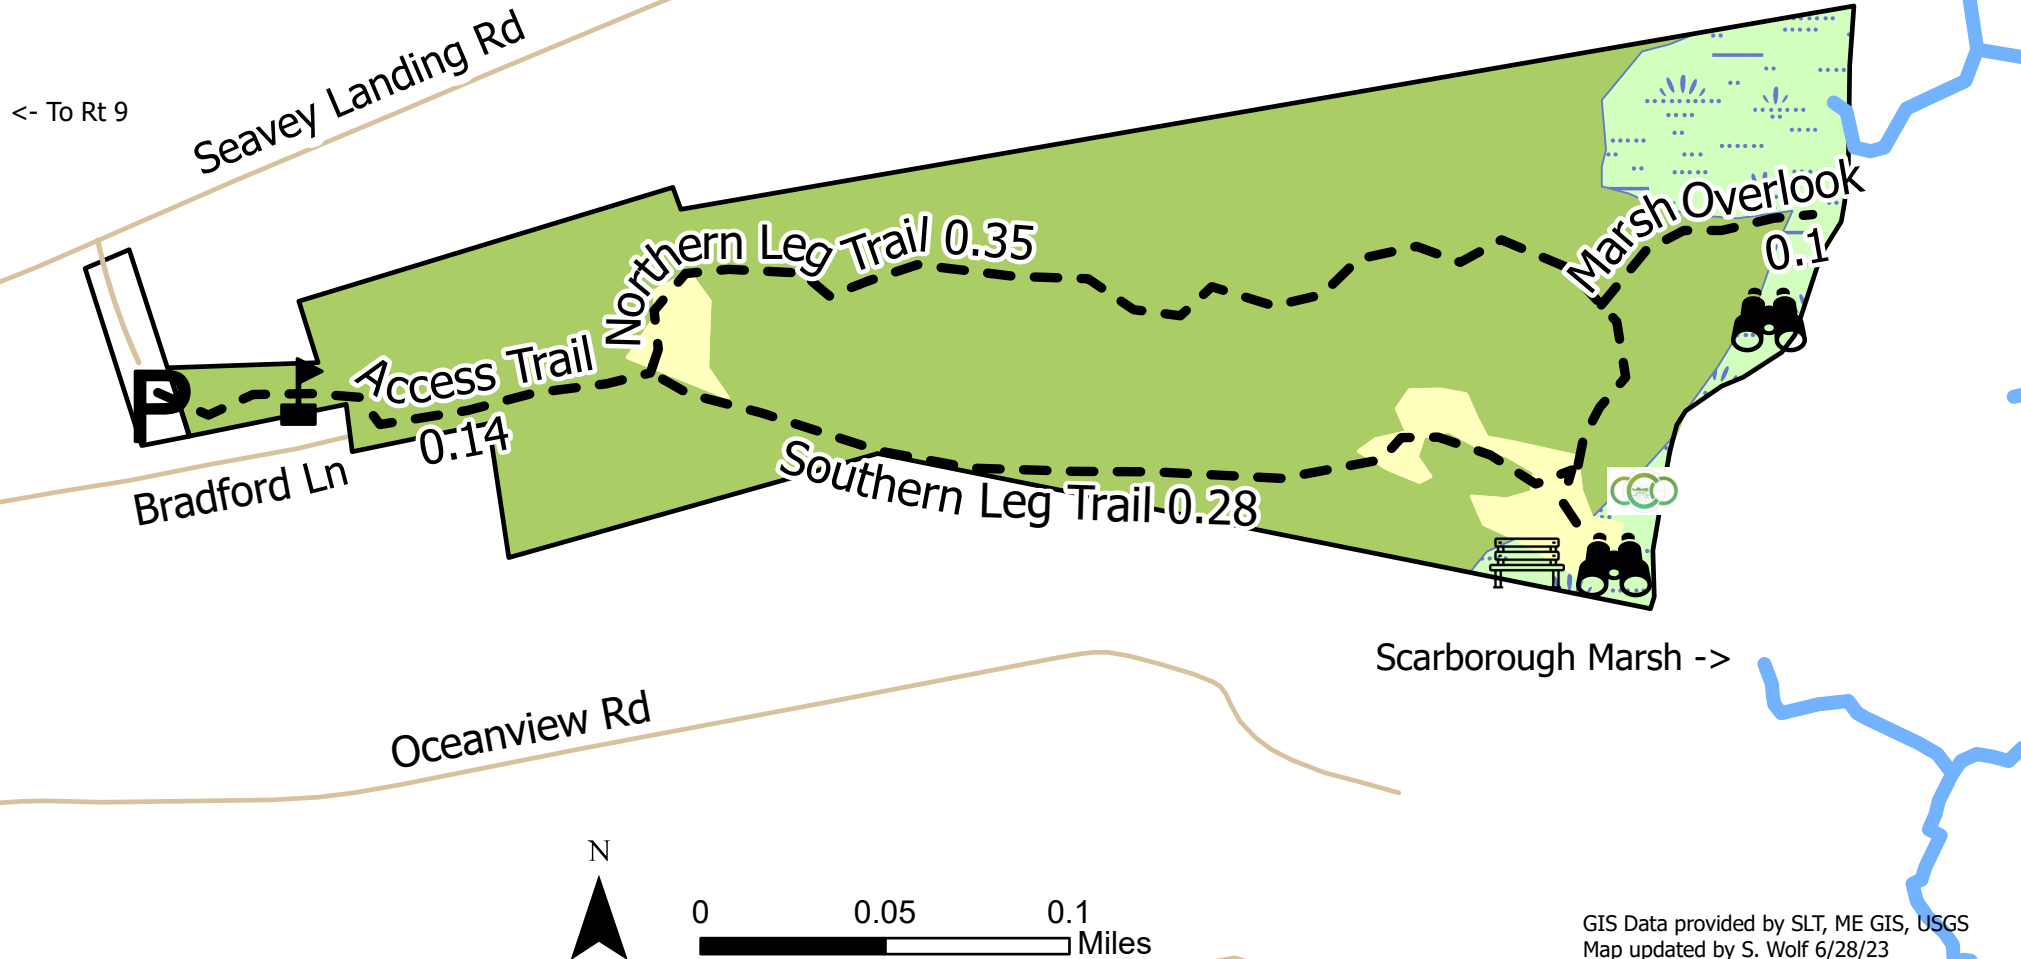 Seavey Landing Rd
<- To Rt 9
Marsh Overlook
0.1
Northern Leg Trail 0.35
Access Trail
0.14
P
Bradford Ln
Southern Leg Trail 0.28
Scarborough Marsh ->
Oceanview Rd
N
0 0.05 0.1
Miles
GIS Data provided by SLT, ME GIS, USGS
Map updated by S. Wolf 6/28/23